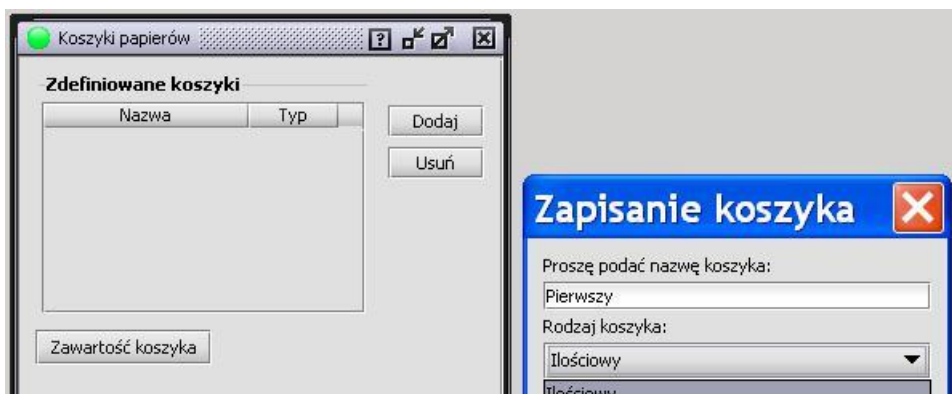 Koszyki papierów
Zdefiniowane koszyki
Nazwa Typ
Dodaj
Usuń
Zawartość koszyka
Zapisanie koszyka
Proszę podać nazwę koszyka:
Pierwszy
Rodzaj koszyka:
Ilościowy
Ilościowy